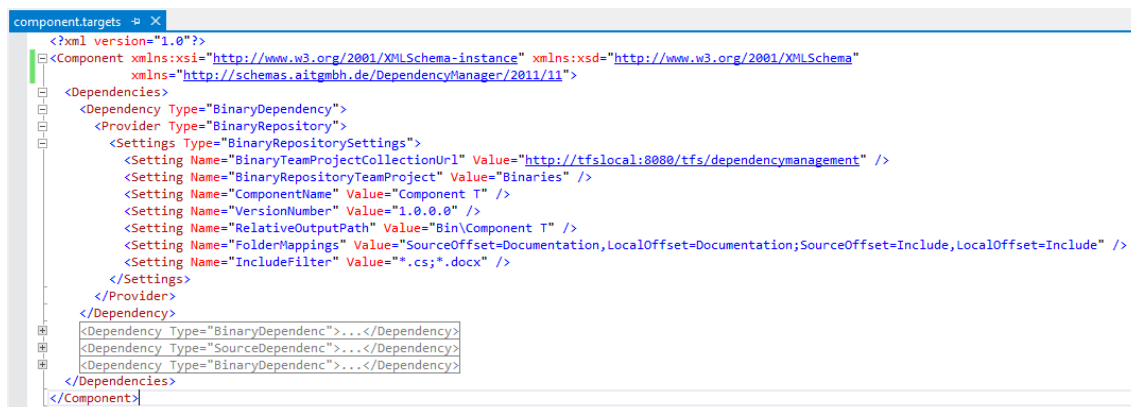 component.targets
<?xml version="1.0"?>
<Component xmlns:xsi="http://www.w3.org/2001/XMLSchema-instance" xmlns:xsd="http://www.w3.org/2001/XMLSchema"
xmlns="http://schemas.aitgmbh.de/DependencyManager/2011/11">
<Dependencies>
<Dependency Type="BinaryDependency">
<Provider Type="BinaryRepository">
<Settings Type="BinaryRepositorySettings">
<Setting Name="BinaryTeamProjectCollectionUrl" Value="http://tfslocal:8080/tfs/dependencymanagement" />
<Setting Name="BinaryRepositoryTeamProject" Value="Binaries" />
<Setting Name="ComponentName" Value="Component T" />
<Setting Name="VersionNumber" Value="1.0.0.0" />
<Setting Name="RelativeOutputPath" Value="Bin\Component T" />
<Setting Name="FolderMappings" Value="SourceOffset=Documentation,LocalOffset=Documentation;SourceOffset=Include,LocalOffset=Include" />
<Setting Name="IncludeFilter" Value="*.cs;*.docx" />
</Settings>
</Provider>
</Dependency>
<Dependency Type="BinaryDependenc">...</Dependency>
<Dependency Type="SourceDependenc">...</Dependency>
<Dependency Type="BinaryDependenc">...</Dependency>
</Dependencies>
</Component>